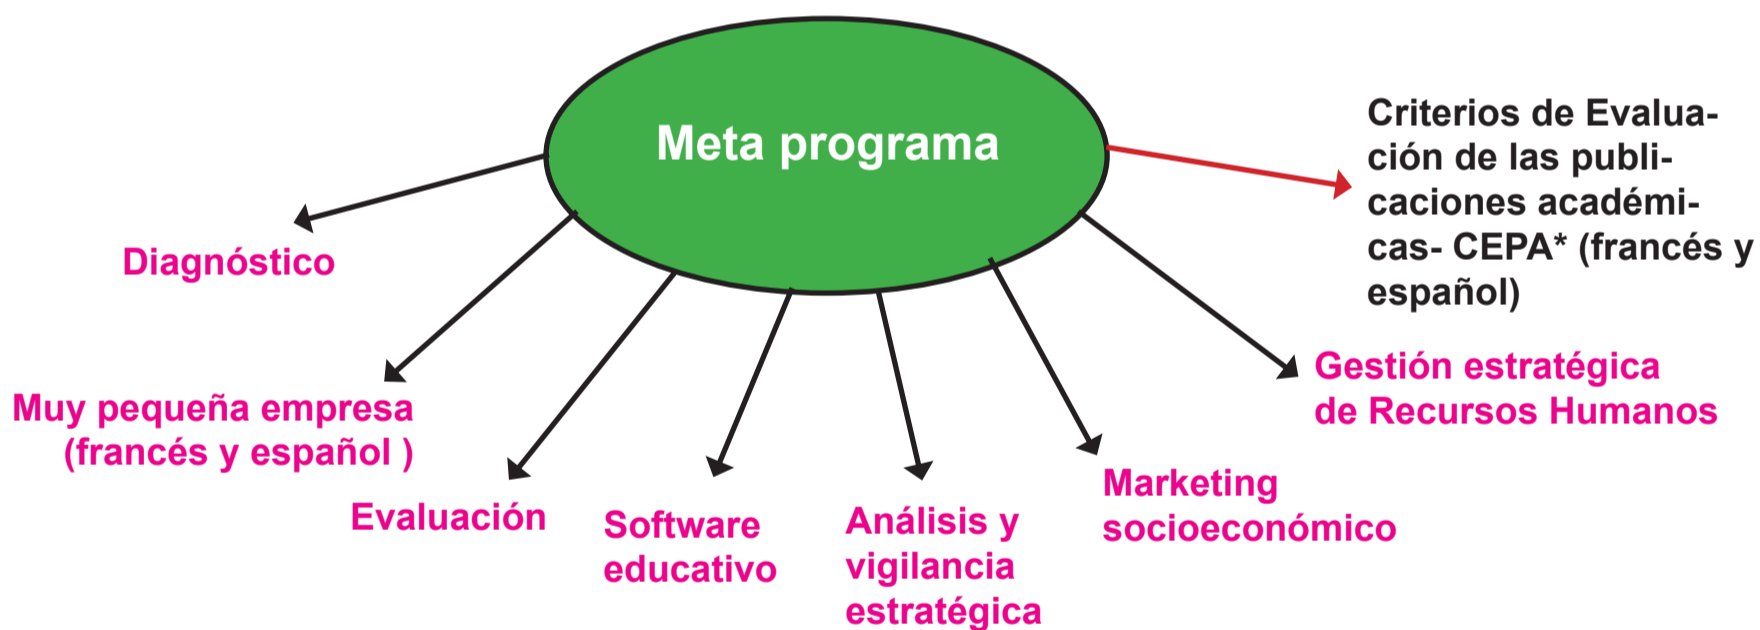 Meta programa
Criterios de Evalua-
ción de las publi-
caciones académi-
cas- CEPA* (francés y
español)
Diagnóstico
Muy pequeña empresa
(francés y español )
Evaluación
Software
educativo
Análisis y
vigilancia
estratégica
Marketing
socioeconómico
Gestión estratégica
de Recursos Humanos